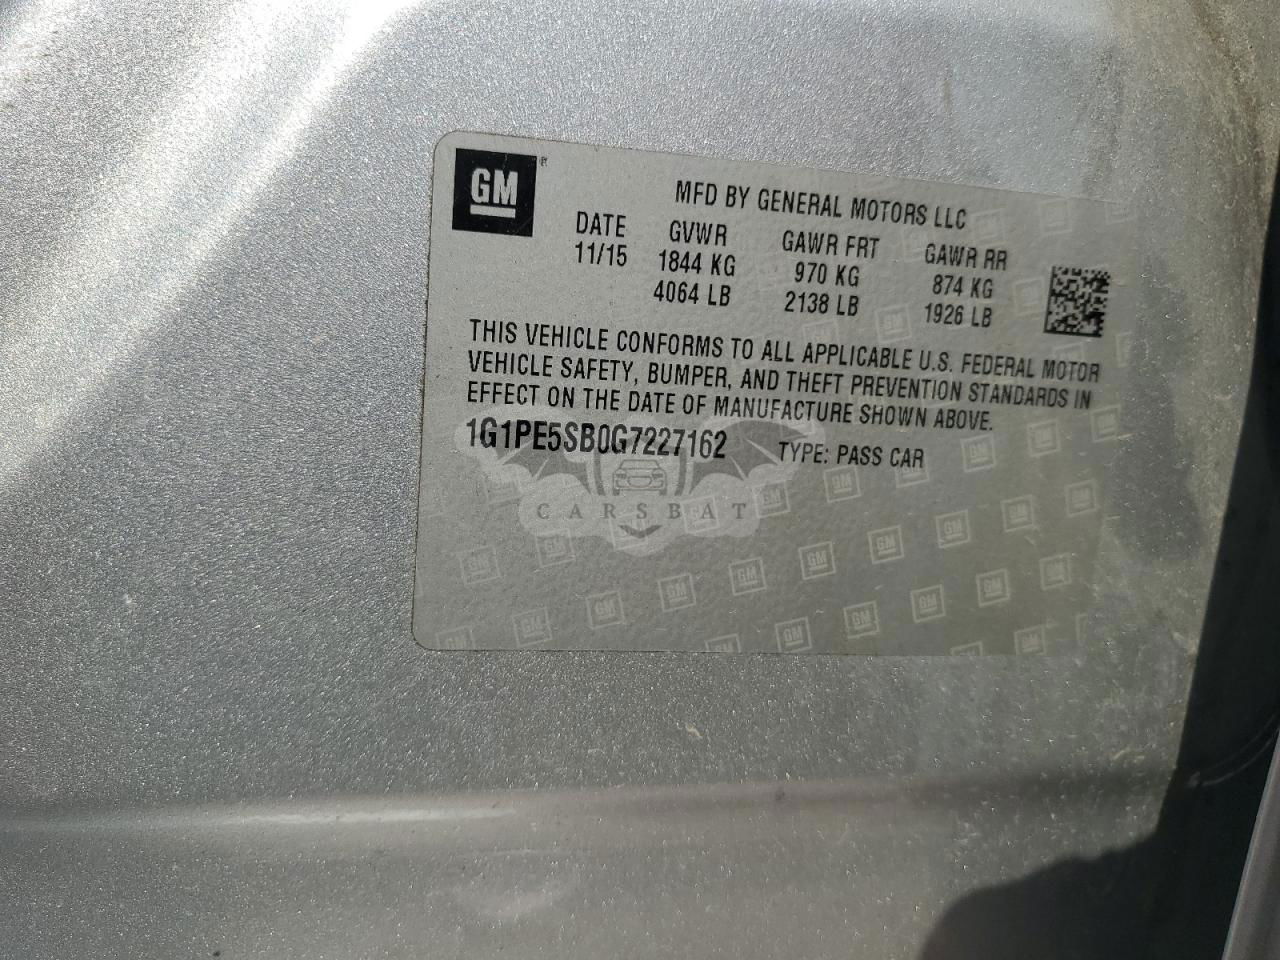 GM
MFD BY GENERAL MOTORS LLC
DATE GVWR GAWR FRT GAWR RR
11/15 1844 KG 970 KG 874 KG
4064 LB 2138 LB 1926 LB
THIS VEHICLE CONFORMS TO ALL APPLICABLE U.S. FEDERAL MOTOR
VEHICLE SAFETY, BUMPER, AND THEFT PREVENTION STANDARDS IN
EFFECT ON THE DATE OF MANUFACTURE SHOWN ABOVE.
1G1PE5SB0G7227162 TYPE: PASS CAR
CARSBAT